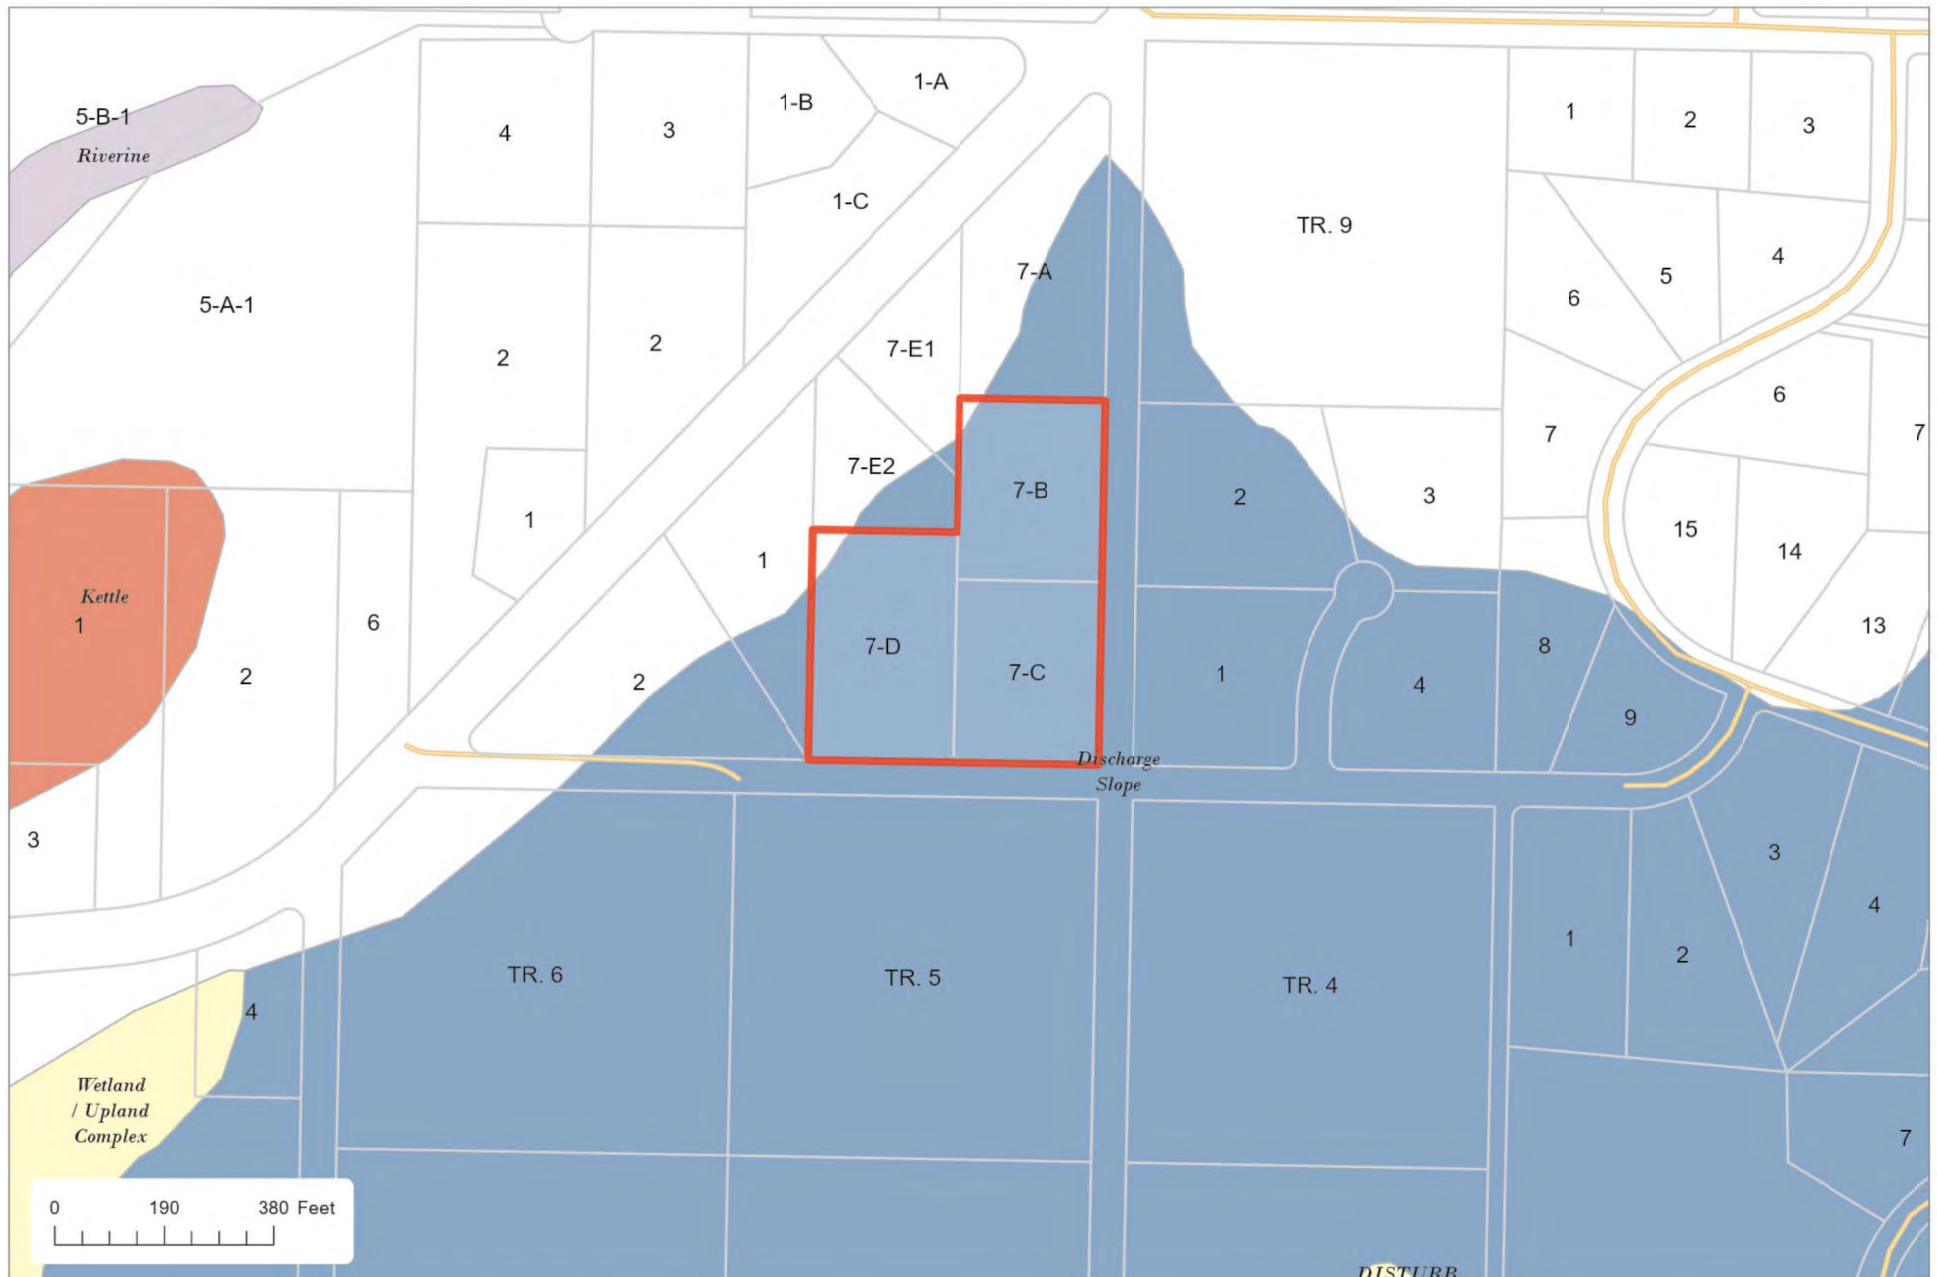 1-A
5-B-1
1-B
1
2
3
4
3
Riverine
1-C
TR. 9
4
7-A
5
6
5-A-1
2
2
7-E1
6
7
7
7-E2
7-B
2
3
1
15
14
1
Kettle
1
6
13
7-D
8
2
2
7-C
1
4
9
Discharge
Slope
3
3
4
1
2
TR. 6
TR. 5
TR. 4
4
Wetland
/ Upland
Complex
7
0 190 380 Feet
DISTURB